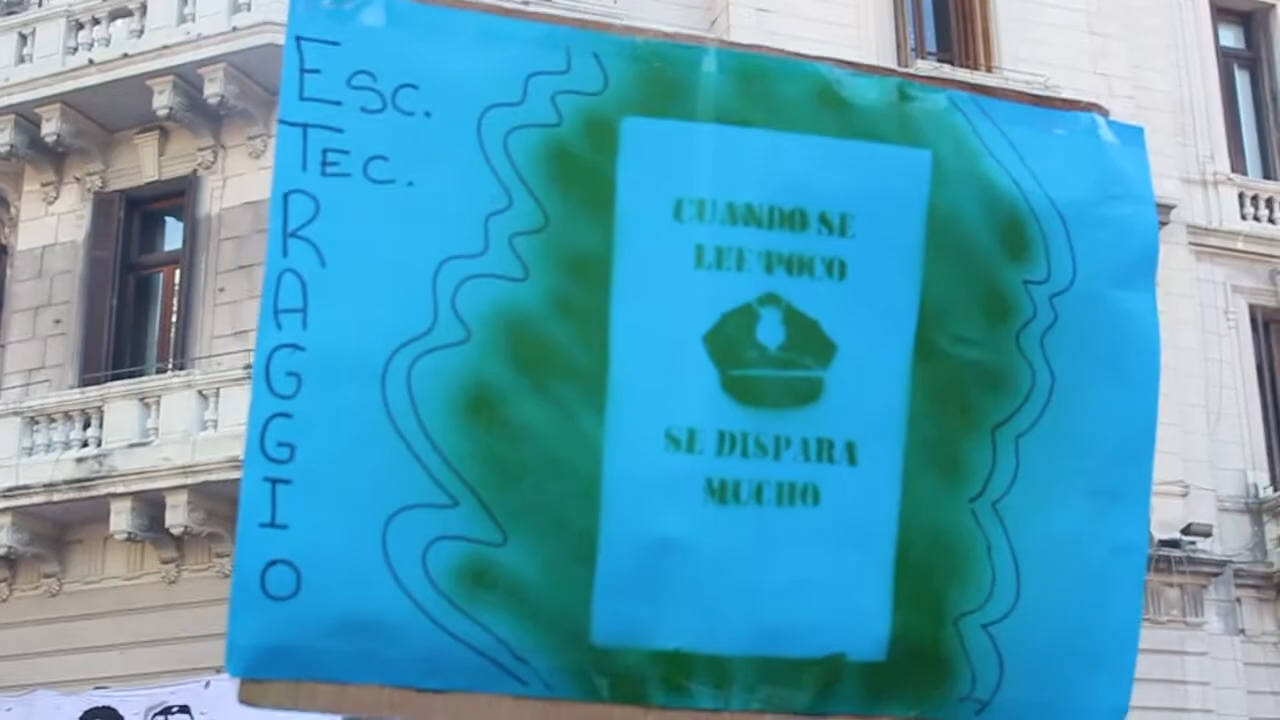 Esc.
Tec.
RAGGIO
CUANDO SE
LEE POCO
SE DISPARA
MUCHO